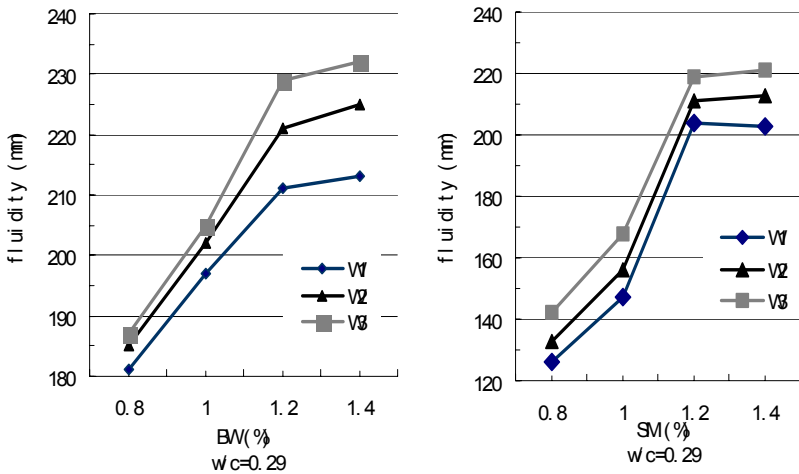 240
230
220
210
200
190
180
fluidity (mm)
0.8 1 1.2 1.4
BW(%)
w/c=0.29
W1
W2
W3
240
220
200
180
160
140
120
fluidity (mm)
0.8 1 1.2 1.4
SM(%)
w/c=0.29
W1
W2
W3